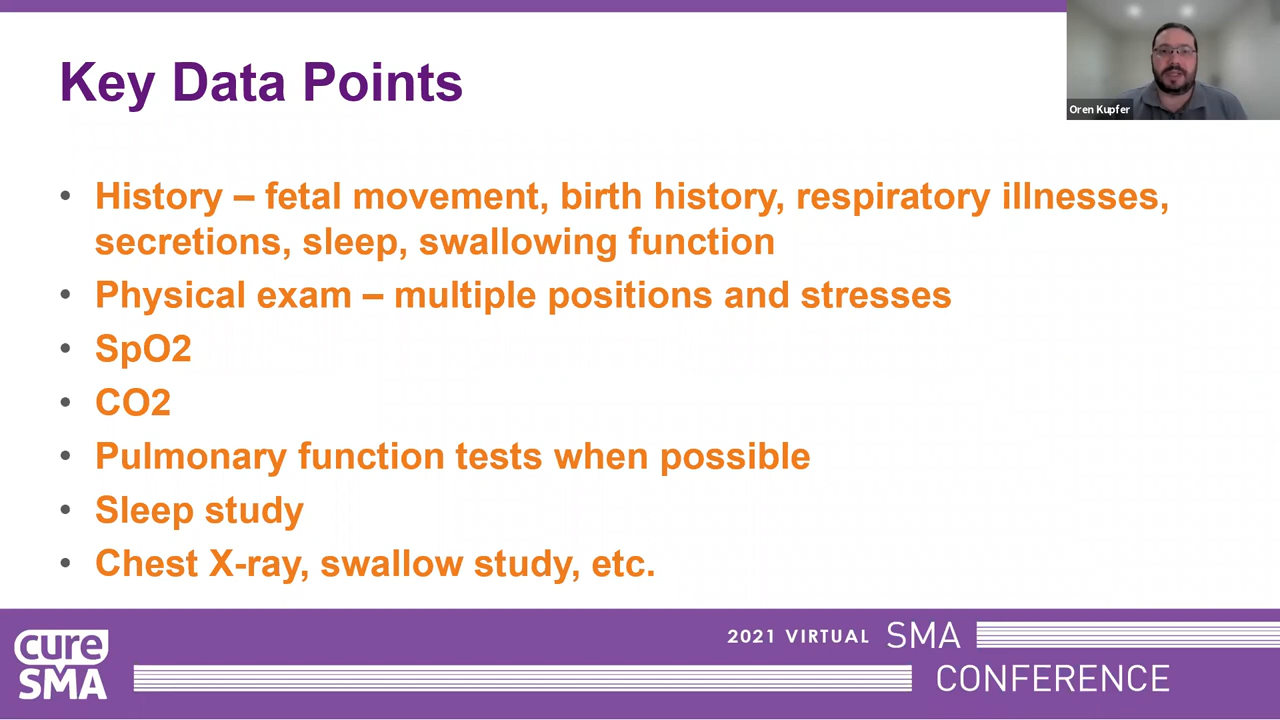 Key Data Points
Oren Kupfer
• History – fetal movement, birth history, respiratory illnesses,
secretions, sleep, swallowing function
• Physical exam – multiple positions and stresses
• SpO2
• CO2
• Pulmonary function tests when possible
• Sleep study
• Chest X-ray, swallow study, etc.
cure
SMA
2021 VIRTUAL SMA
CONFERENCE